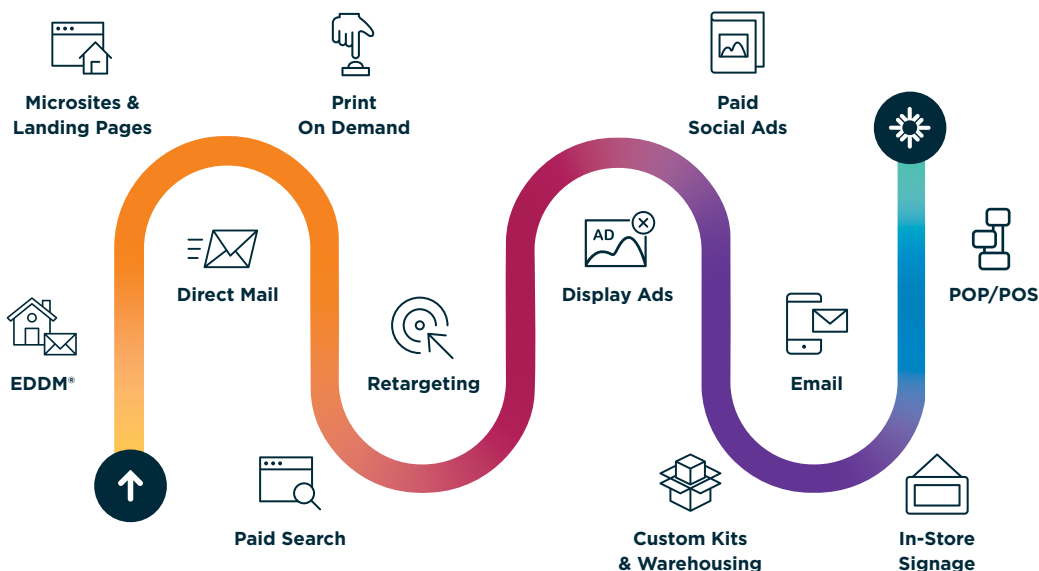 Microsites &
Landing Pages
Print
On Demand
Paid
Social Ads
Direct Mail
AD
Display Ads
POP/POS
EDDM®
Retargeting
Email
Paid Search
Custom Kits
& Warehousing
In-Store
Signage